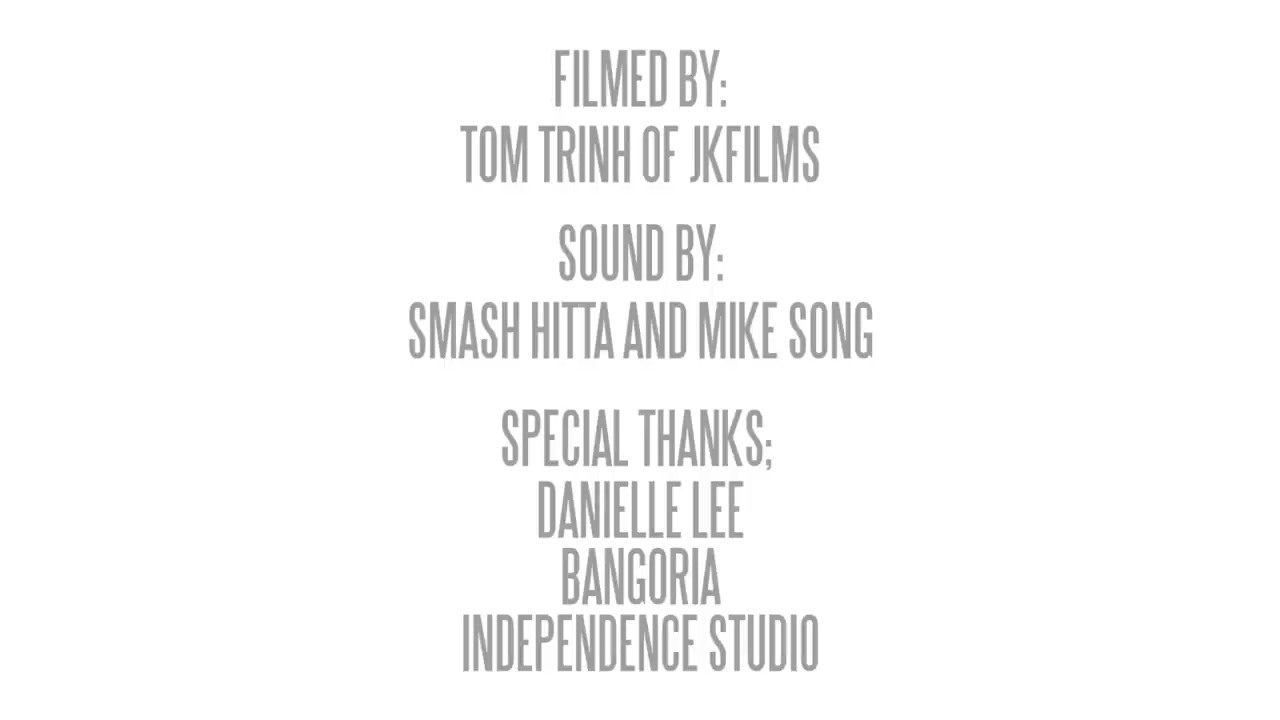 FILMED BY:
TOM TRINH OF JKFILMS
SOUND BY:
SMASH HITTA AND MIKE SONG
SPECIAL THANKS;
DANIELLE LEE
BANGORIA
INDEPENDENCE STUDIO